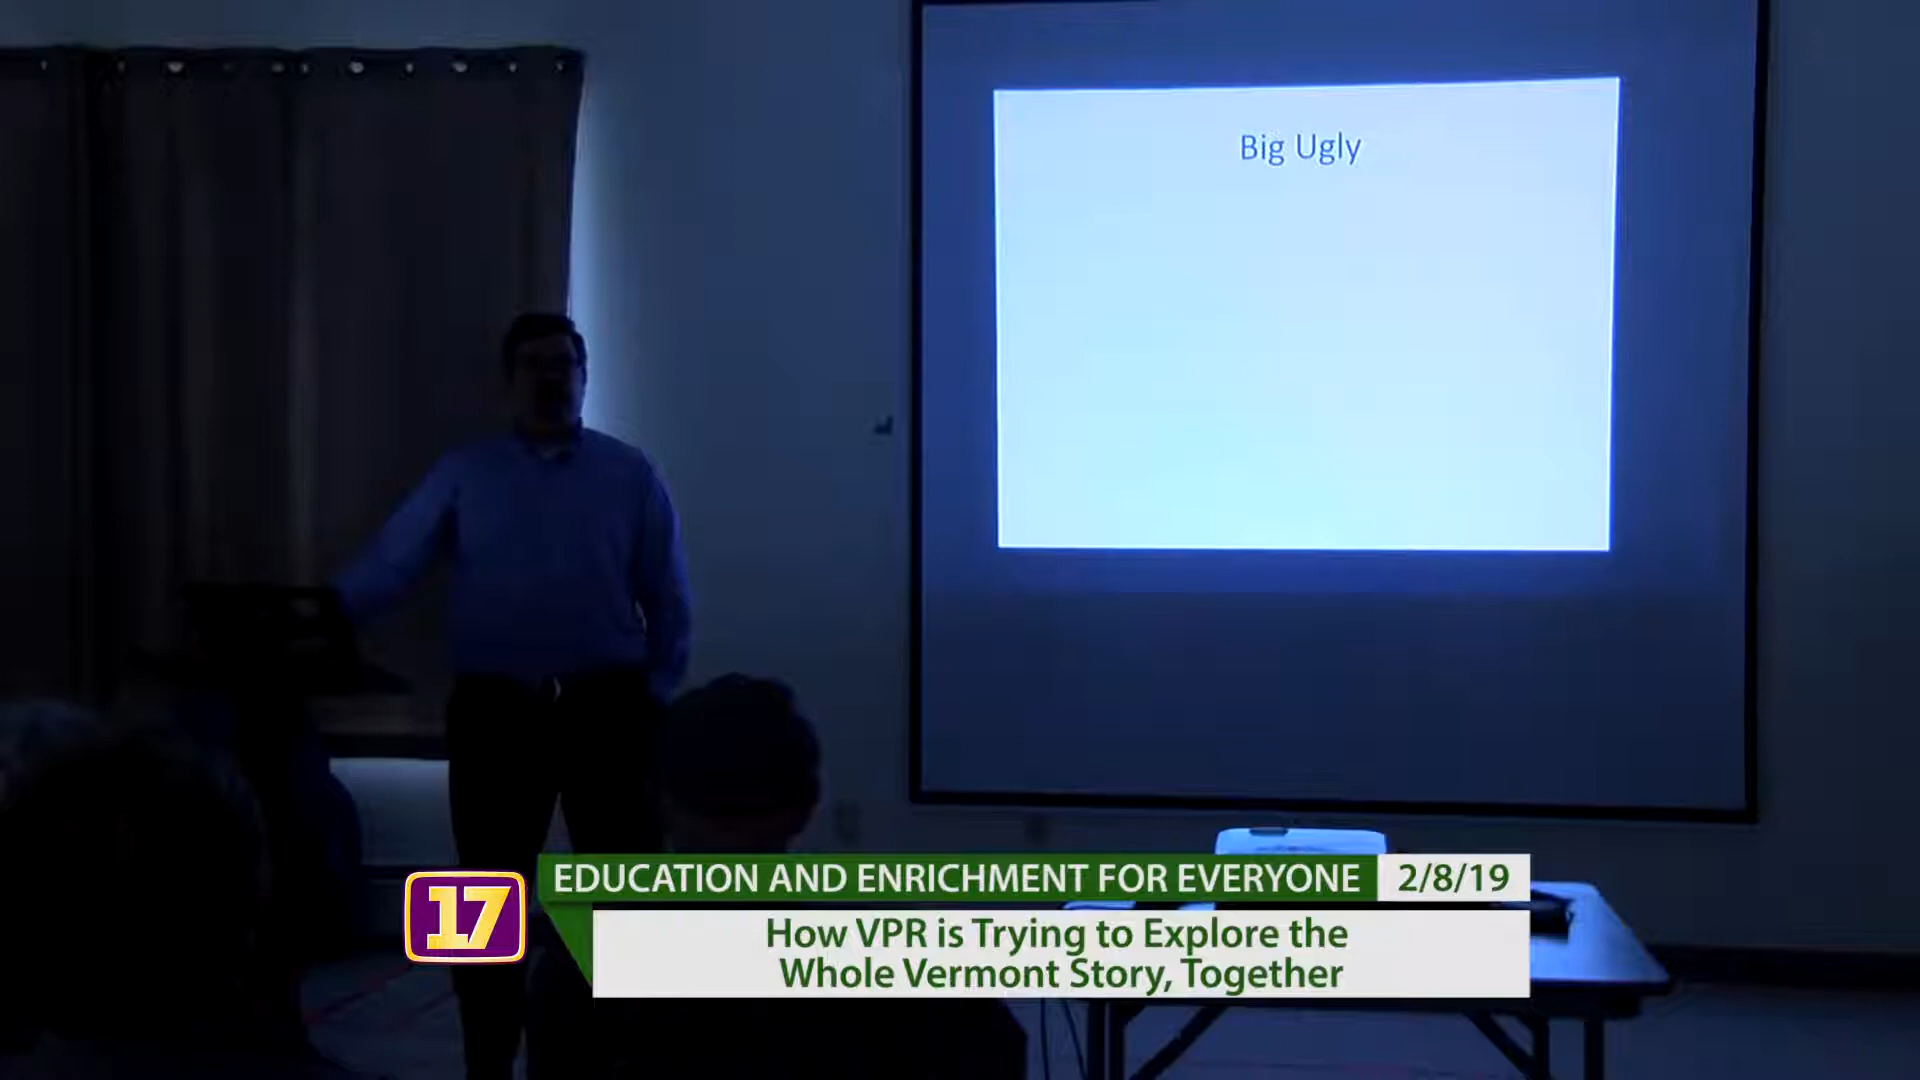 Big Ugly
EDUCATION AND ENRICHMENT FOR EVERYONE 2/8/19
17
How VPR is Trying to Explore the
Whole Vermont Story, Together